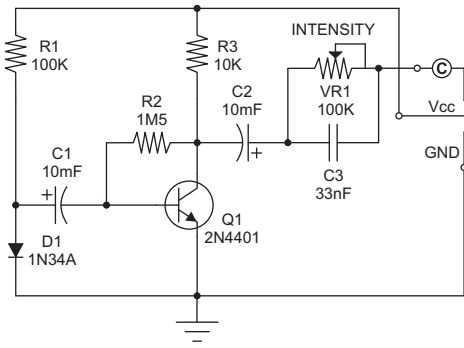 INTENSITY
R1
100K
R3
10K
C2
10mF
VR1
100K
C
R2
1M5
Vcc
C1
10mF
+
+
C3
33nF
GND
Q1
2N4401
D1
1N34A